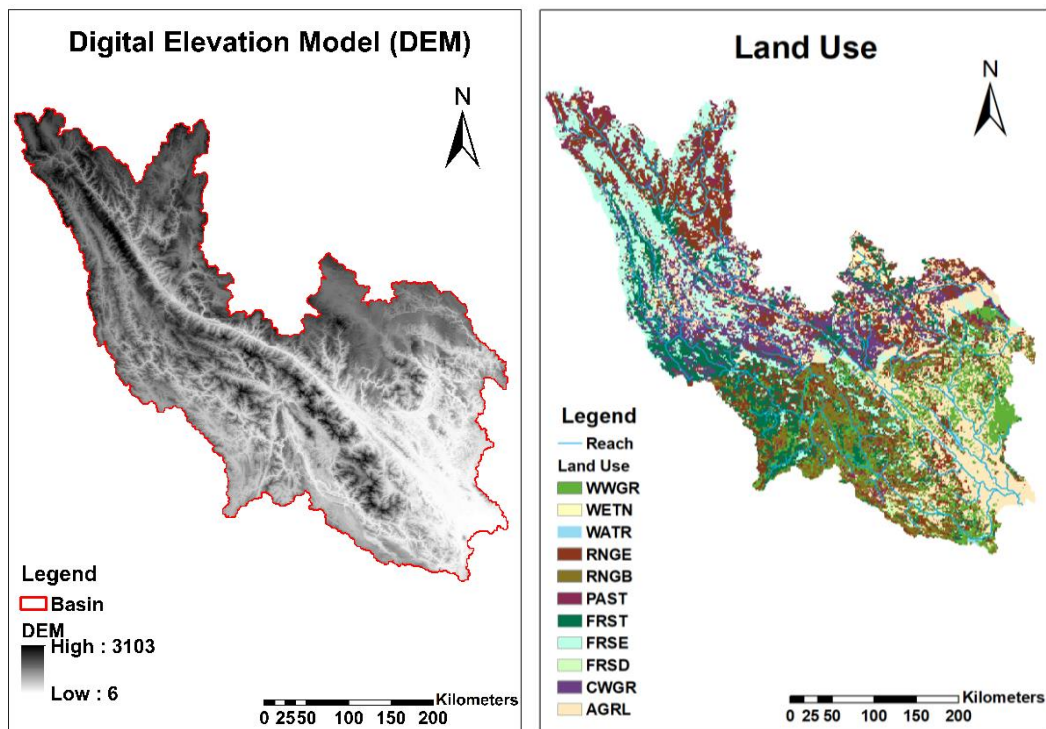 Digital Elevation Model (DEM)
N
Legend
Basin
DEM
High : 3103
Low : 6
Kilometers
0 25 50 100 150 200
Land Use
N
Legend
Reach
Land Use
WWGR
WETN
WATR
RNGE
RNGB
PAST
FRST
FRSE
FRSD
CWGR
AGRL
Kilometers
0 25 50 100 150 200